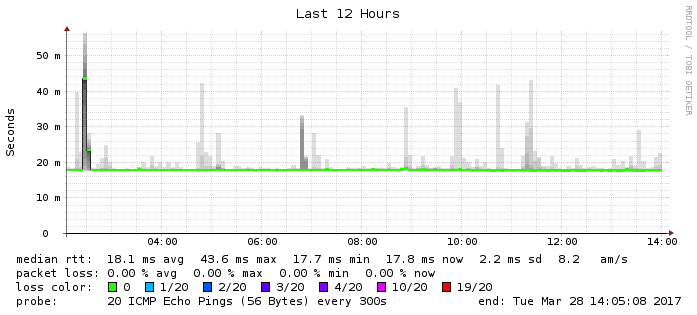 Last 12 Hours
RRDTOOL / TOBI OETIKER
Seconds
50 m
40 m
30 m
20 m
10 m
0
04:00 06:00 08:00 10:00 12:00 14:00
median rtt: 18.1 ms avg 43.6 ms max 17.7 ms min 17.8 ms now 2.2 ms sd 8.2 am/s
packet loss: 0.00 % avg 0.00 % max 0.00 % min 0.00 % now
loss color: 0 1/20 2/20 3/20 4/20 10/20 19/20
probe: 20 ICMP Echo Pings (56 Bytes) every 300s end: Tue Mar 28 14:05:08 2017